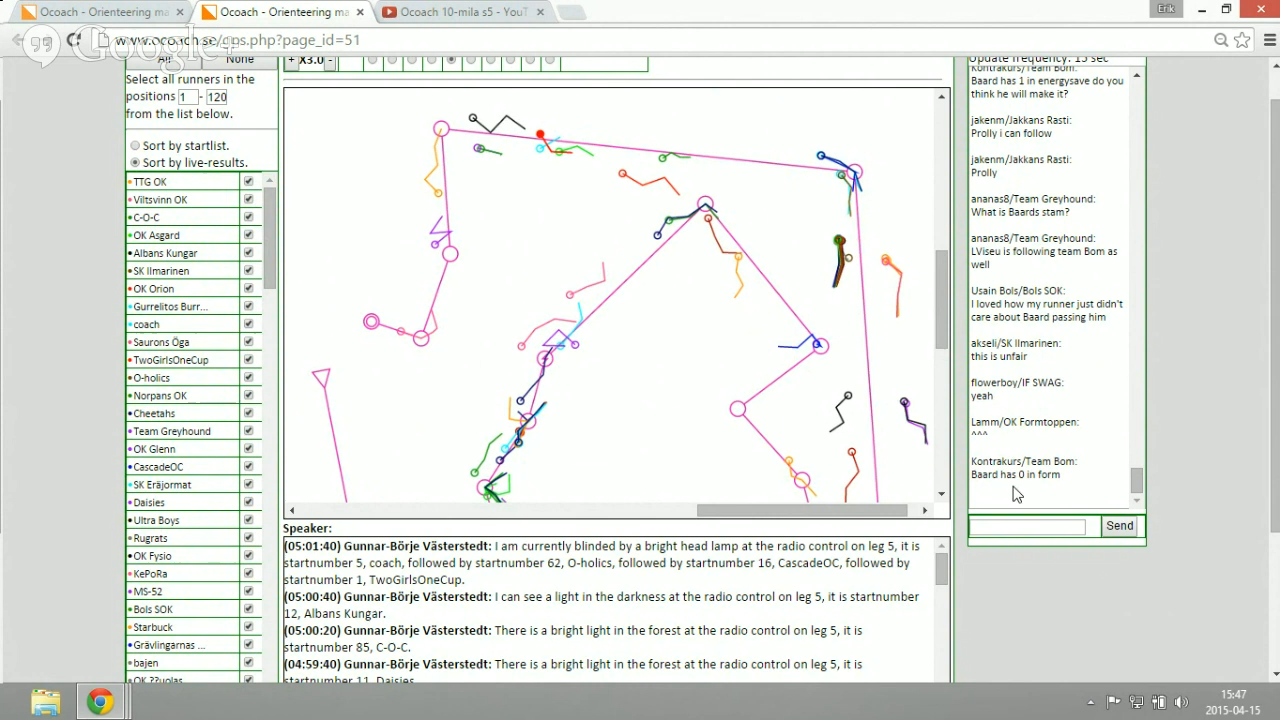 Ocoach - Orienteering ma
Ocoach - Orienteering ma
Ocoach 10-mila s5 - YouT
Erik
www.ocoach.se/gps.php?page_id=51
Google+
All
None
Select all runners in the
positions 1 - 120
from the list below.
Sort by startlist.
Sort by live-results.
TTG OK
Viltsvinn OK
C-O-C
OK Asgard
Albans Kungar
SK Ilmarinen
OK Orion
Gurrelitos Burr...
coach
Saurons Öga
TwoGirlsOneCup
O-holics
Norpans OK
Cheetahs
Team Greyhound
OK Glenn
CascadeOC
SK Eräjormat
Daisies
Ultra Boys
Rugrats
OK Fysio
KePoRa
MS-52
Bols SOK
Starbuck
Grävlingarnas ...
bajen
OK ??uolas
+ X3.0 -
Speaker:
(05:01:40) Gunnar-Börje Västerstedt: I am currently blinded by a bright head lamp at the radio control on leg 5, it is
startnumber 5, coach, followed by startnumber 62, O-holics, followed by startnumber 16, CascadeOC, followed by
startnumber 1, TwoGirlsOneCup.
(05:00:40) Gunnar-Börje Västerstedt: I can see a light in the darkness at the radio control on leg 5, it is startnumber
12, Albans Kungar.
(05:00:20) Gunnar-Börje Västerstedt: There is a bright light in the forest at the radio control on leg 5, it is
startnumber 85, C-O-C.
(04:59:40) Gunnar-Börje Västerstedt: There is a bright light in the forest at the radio control on leg 5, it is
startnumber 11, Daisies.
Update frequency: 15 sec
Kontrakurs/Team Bom:
Baard has 1 in energysave do you
think he will make it?
jakenm/Jakkans Rasti:
Prolly i can follow
jakenm/Jakkans Rasti:
Prolly
ananas8/Team Greyhound:
What is Baards stam?
ananas8/Team Greyhound:
LViseu is following team Bom as
well
Usain Bols/Bols SOK:
I loved how my runner just didn't
care about Baard passing him
akseli/SK Ilmarinen:
this is unfair
flowerboy/IF SWAG:
yeah
Lamm/OK Formtoppen:
^^^
Kontrakurs/Team Bom:
Baard has 0 in form
Send
15:47
2015-04-15